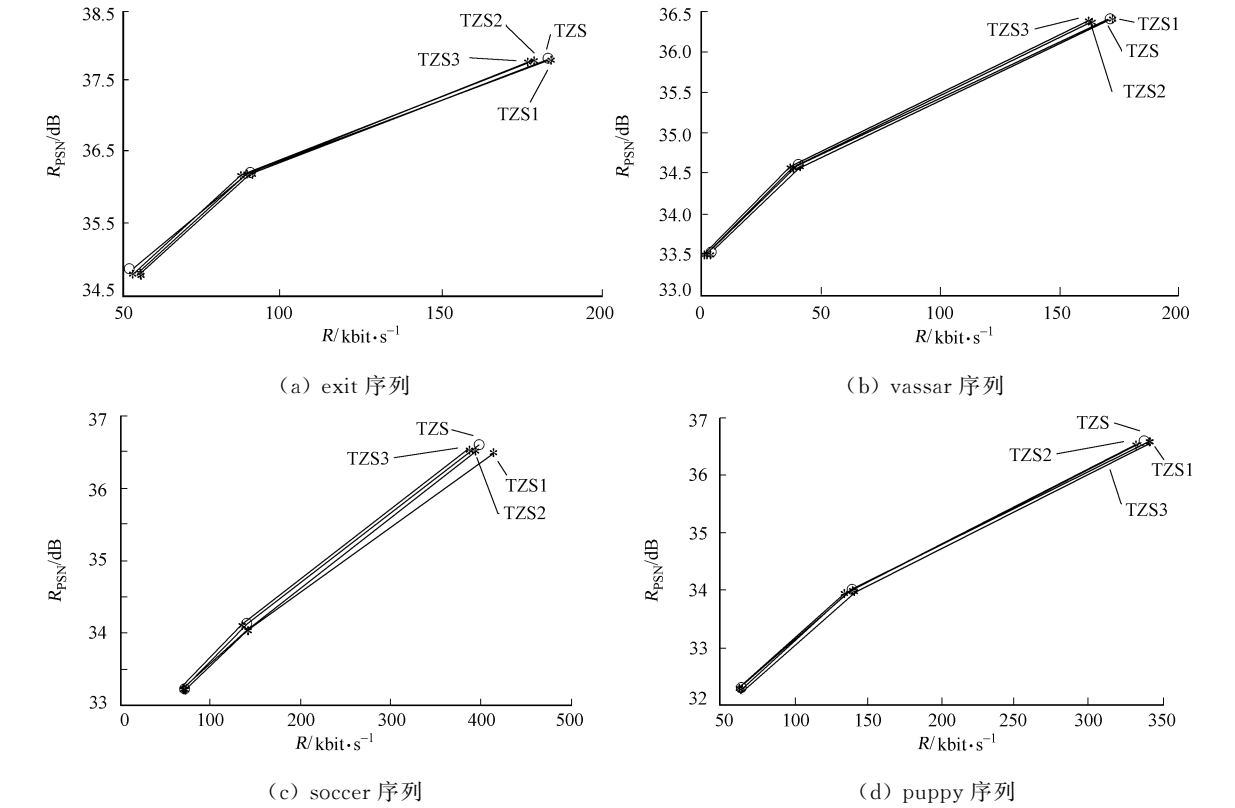 38.5
37.5
36.5
35.5
34.5
R_PSN/dB
50
100
150
200
R/kbit·s⁻¹
TZS2
TZS
TZS3
TZS1
(a) exit 序列
36.5
36.0
35.5
35.0
34.5
34.0
33.5
33.0
R_PSN/dB
0
50
100
150
200
R/kbit·s⁻¹
TZS3
TZS1
TZS
TZS2
(b) vassar 序列
37
36
35
34
33
R_PSN/dB
0
100
200
300
400
500
R/kbit·s⁻¹
TZS
TZS3
TZS1
TZS2
(c) soccer 序列
37
36
35
34
33
32
R_PSN/dB
50
100
150
200
250
300
350
R/kbit·s⁻¹
TZS
TZS2
TZS1
TZS3
(d) puppy 序列